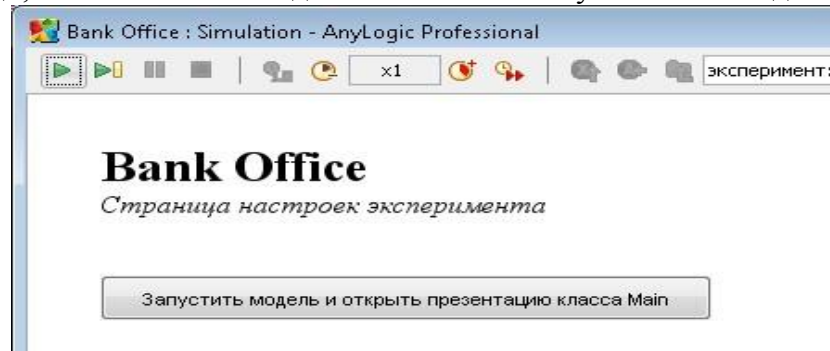 Bank Office : Simulation - AnyLogic Professional
x1
эксперимент:
Bank Office
Страница настроек эксперимента
Запустить модель и открыть презентацию класса Main